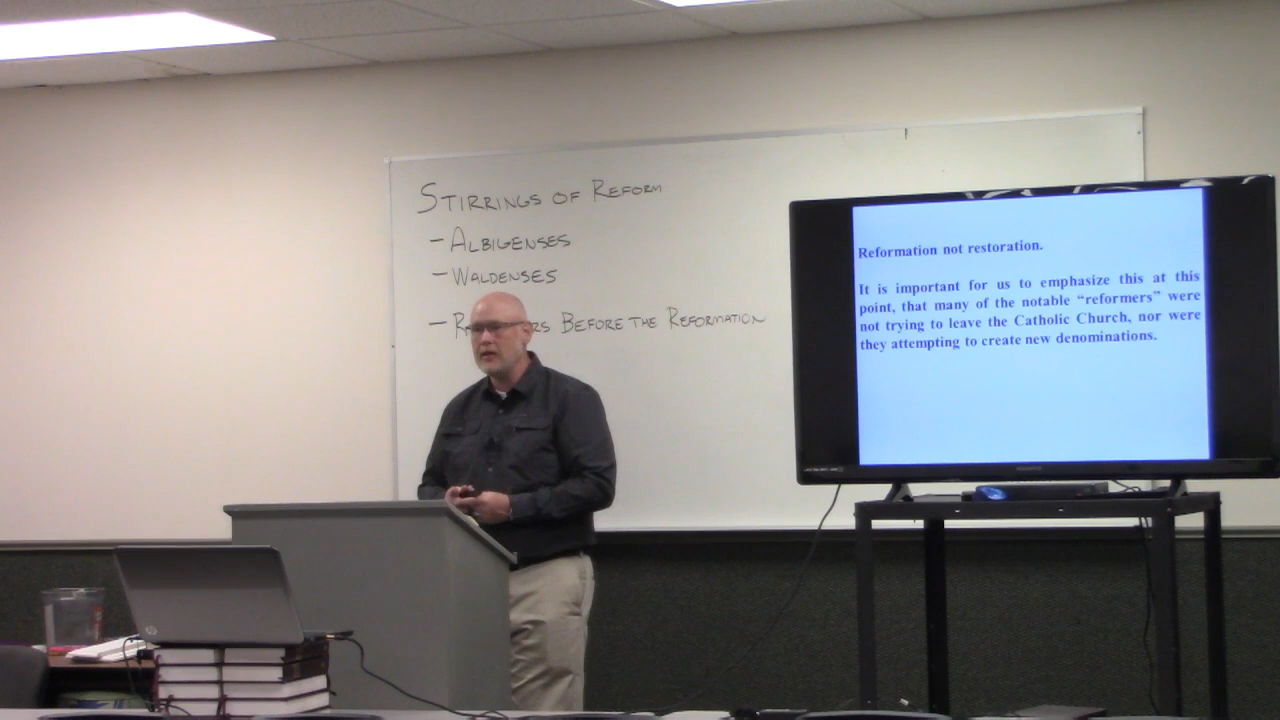 STIRRINGS OF REFORM
- ALBIGENSES
- WALDENSES
- BEFORE THE REFORMATION
Reformation not restoration.
It is important for us to emphasize this at this
point, that many of the notable “reformers” were
not trying to leave the Catholic Church, nor were
they attempting to create new denominations.
hp